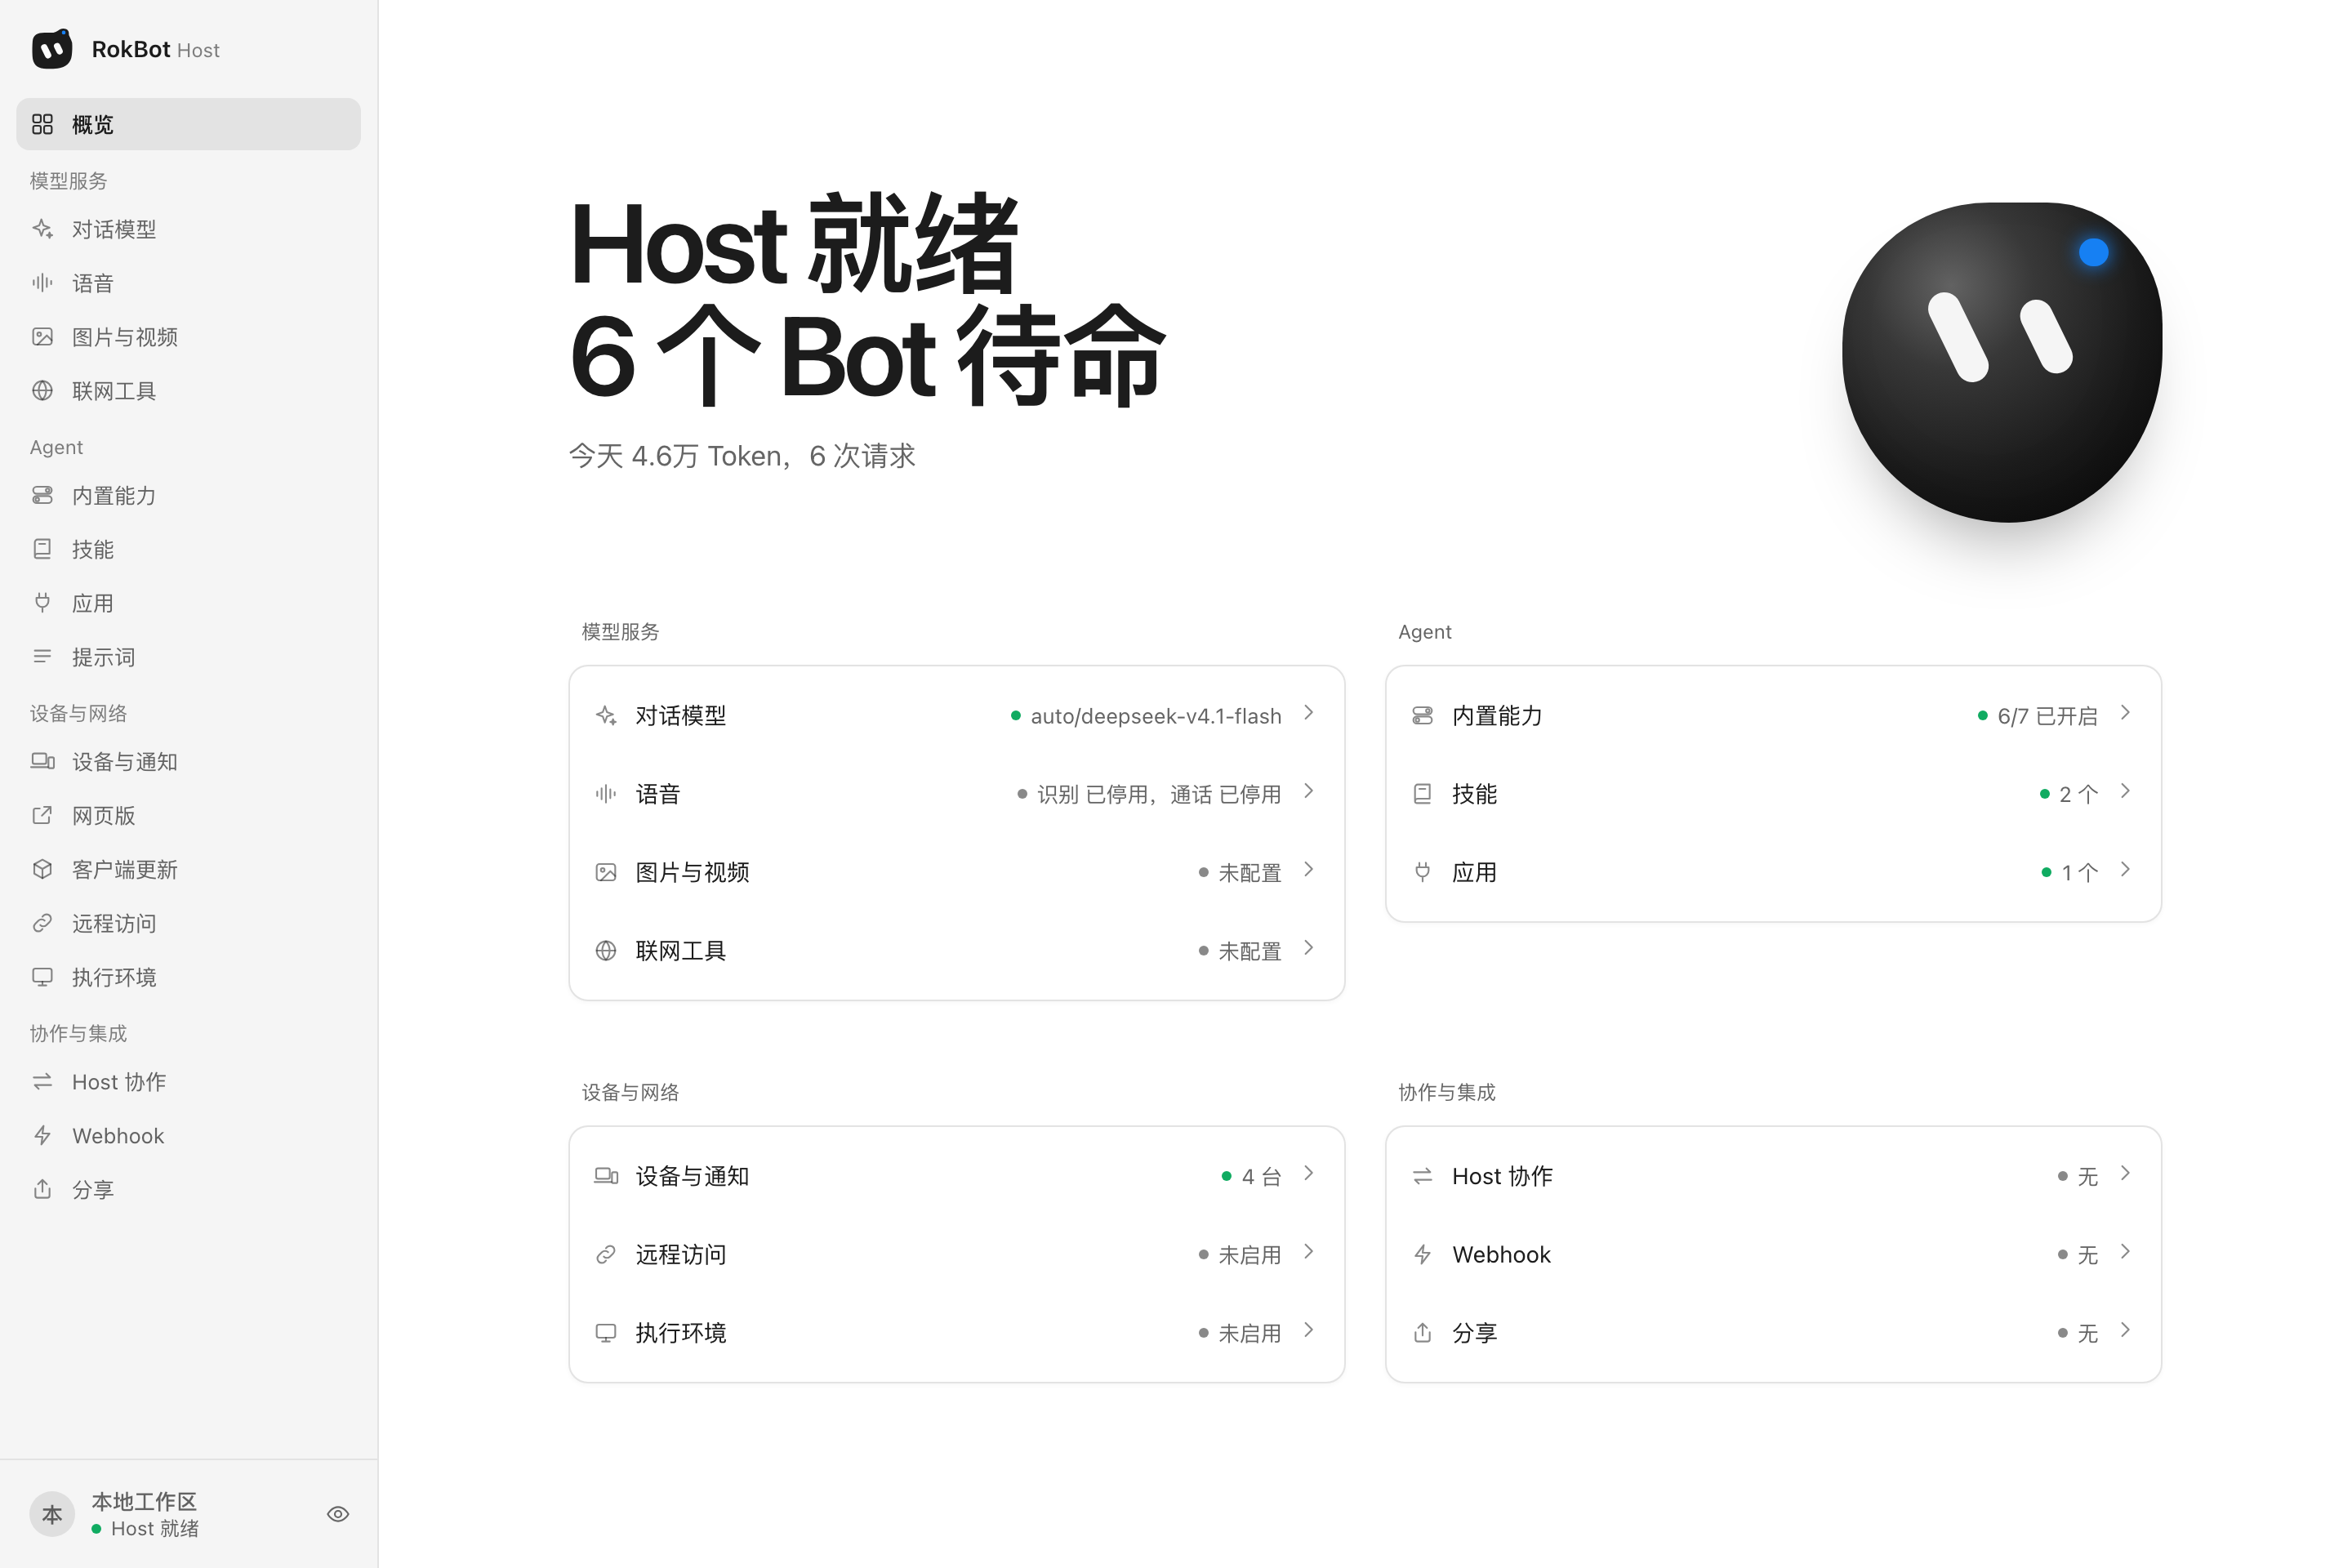 RokBot Host
概览
模型服务
对话模型
语音
图片与视频
联网工具
Agent
内置能力
技能
应用
提示词
设备与网络
设备与通知
网页版
客户端更新
远程访问
执行环境
协作与集成
Host 协作
Webhook
分享
本
本地工作区
Host 就绪
Host 就绪
6 个 Bot 待命
今天 4.6万 Token，6 次请求
模型服务
对话模型 auto/deepseek-v4.1-flash
语音 识别 已停用，通话 已停用
图片与视频 未配置
联网工具 未配置
Agent
内置能力 6/7 已开启
技能 2 个
应用 1 个
设备与网络
设备与通知 4 台
远程访问 未启用
执行环境 未启用
协作与集成
Host 协作 无
Webhook 无
分享 无